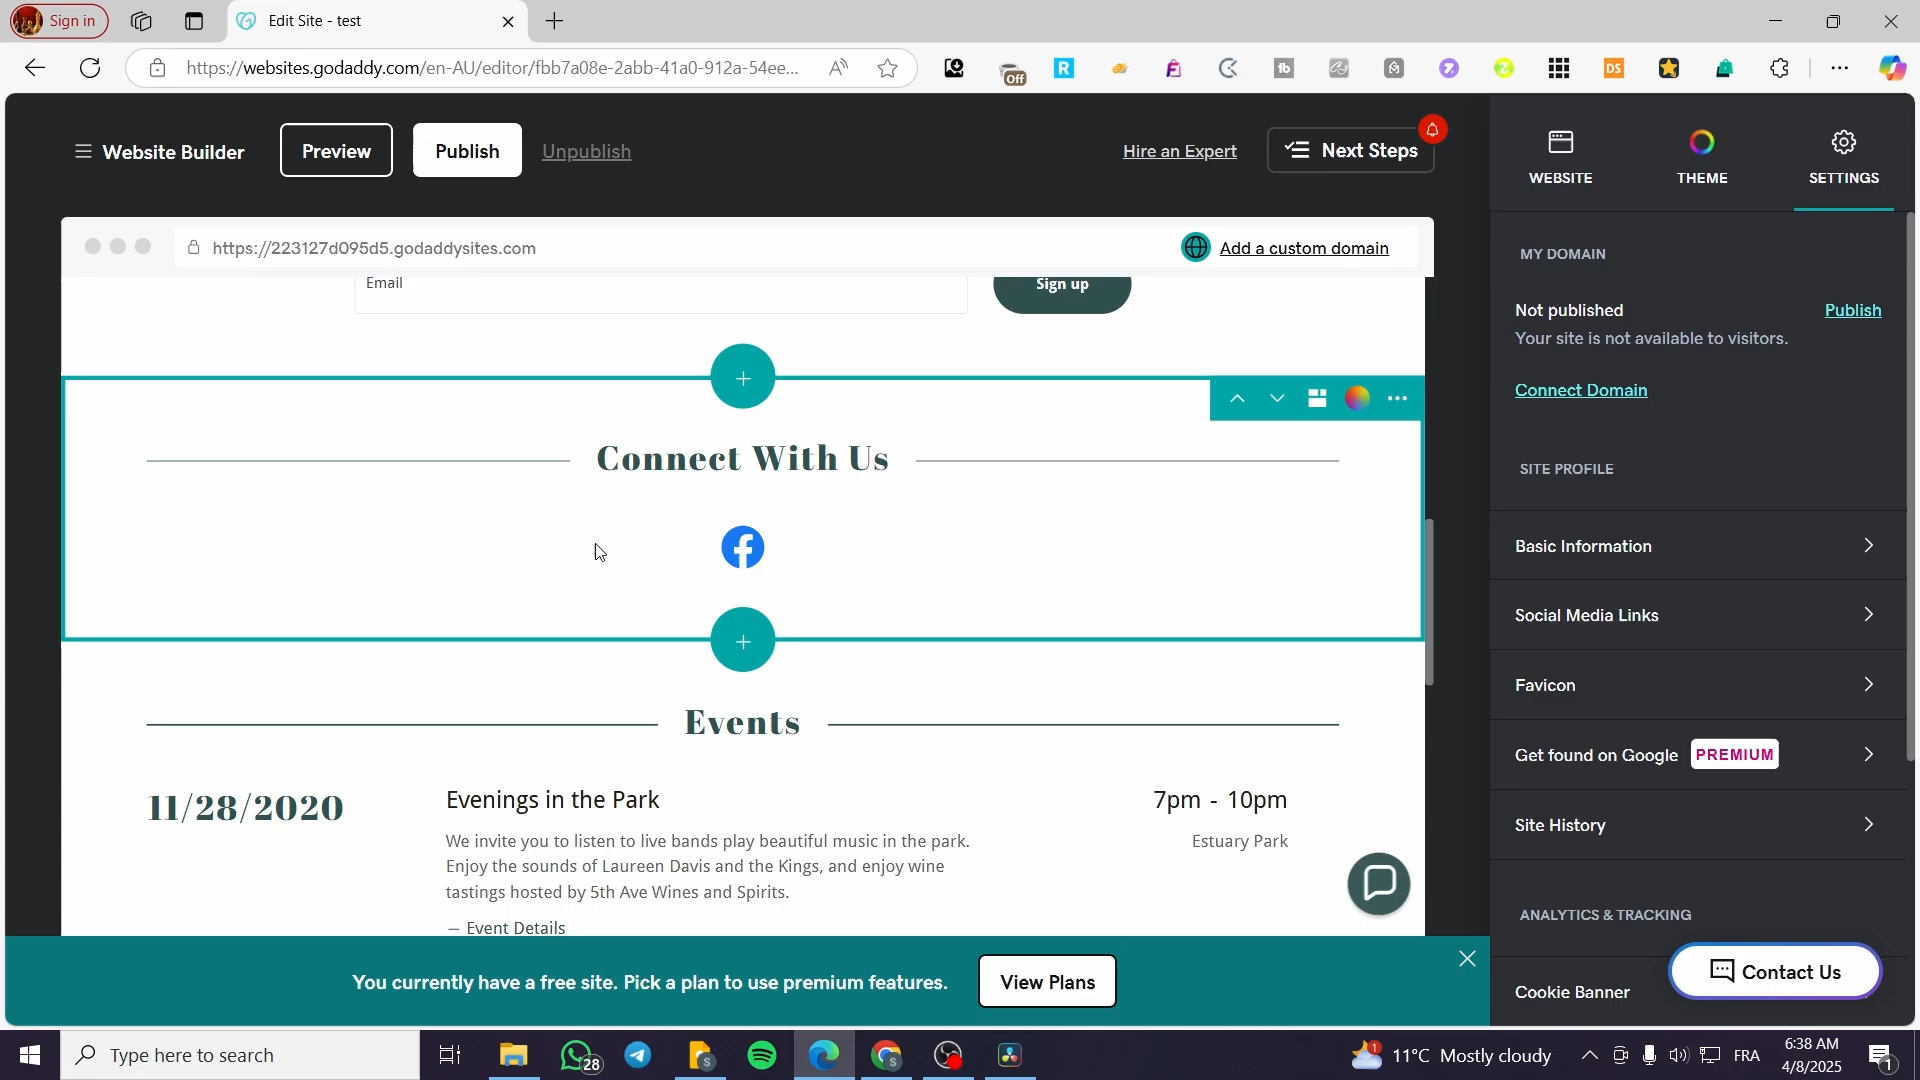 Sign in
Edit Site - test
https://websites.godaddy.com/en-AU/editor/fbb7a08e-2abb-41a0-912a-54ee...
Off
DS
Website Builder
Preview
Publish
Unpublish
Hire an Expert
Next Steps
WEBSITE
THEME
SETTINGS
https://223127d095d5.godaddysites.com
Add a custom domain
Email
Sign up
Connect With Us
Events
11/28/2020
Evenings in the Park
7pm - 10pm
We invite you to listen to live bands play beautiful music in the park.
Enjoy the sounds of Laureen Davis and the Kings, and enjoy wine
tastings hosted by 5th Ave Wines and Spirits.
Estuary Park
— Event Details
MY DOMAIN
Not published
Publish
Your site is not available to visitors.
Connect Domain
SITE PROFILE
Basic Information
Social Media Links
Favicon
Get found on Google PREMIUM
Site History
ANALYTICS & TRACKING
Cookie Banner
Contact Us
You currently have a free site. Pick a plan to use premium features.
View Plans
Type here to search
28
11°C Mostly cloudy
FRA
6:38 AM
4/8/2025
1